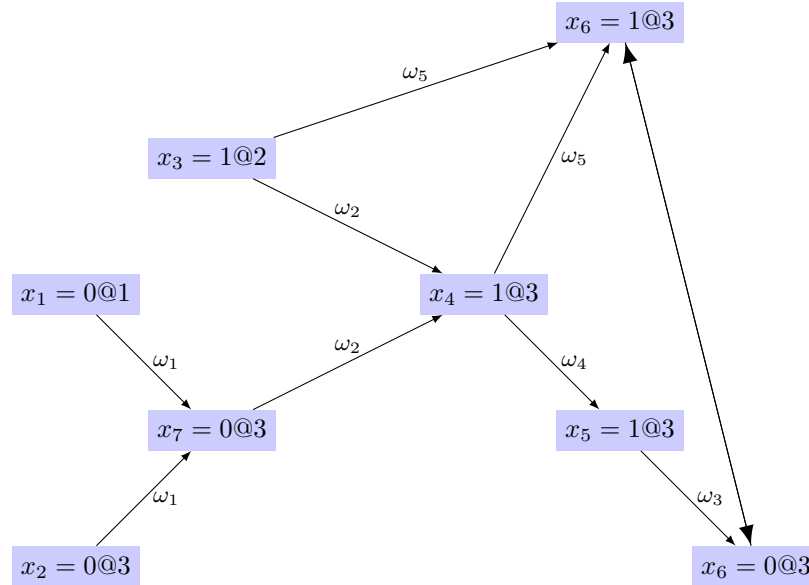 x₆ = 1@3
ω₅
x₃ = 1@2
ω₅
ω₂
x₁ = 0@1
x₄ = 1@3
ω₂
ω₁
ω₄
x₇ = 0@3
x₅ = 1@3
ω₁
ω₃
x₂ = 0@3
x₆ = 0@3